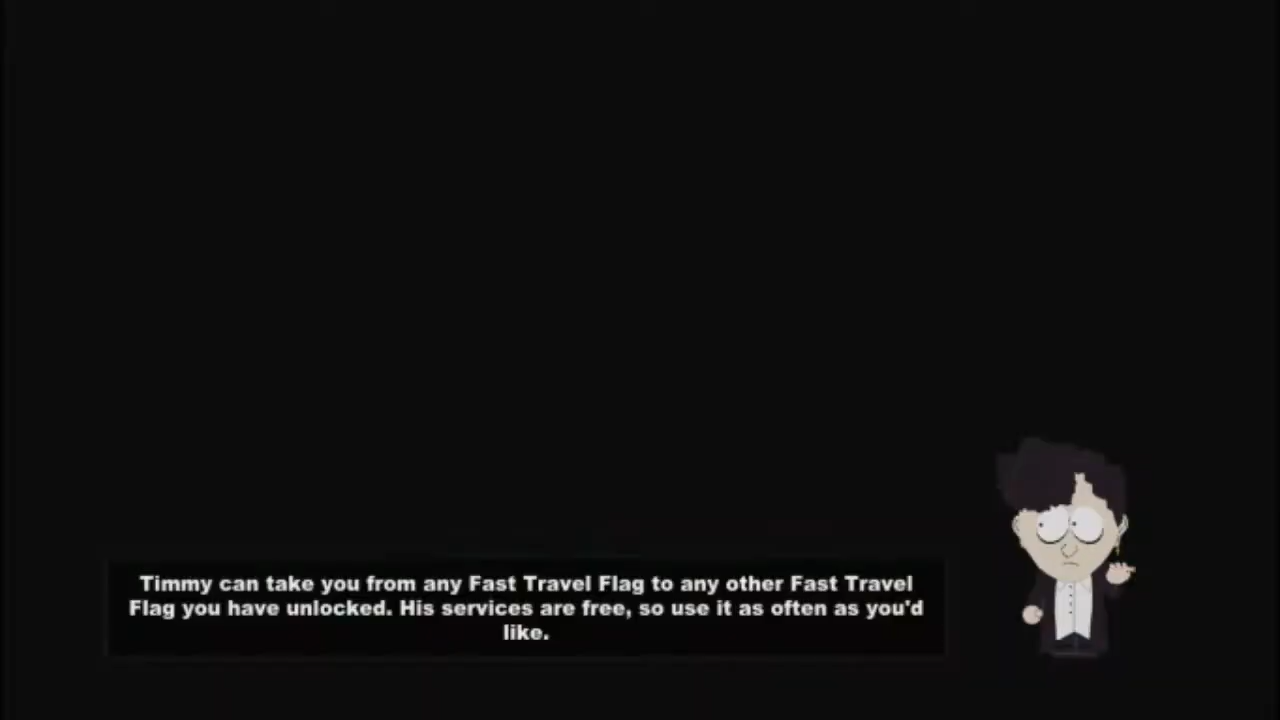 Timmy can take you from any Fast Travel Flag to any other Fast Travel
Flag you have unlocked. His services are free, so use it as often as you'd
like.